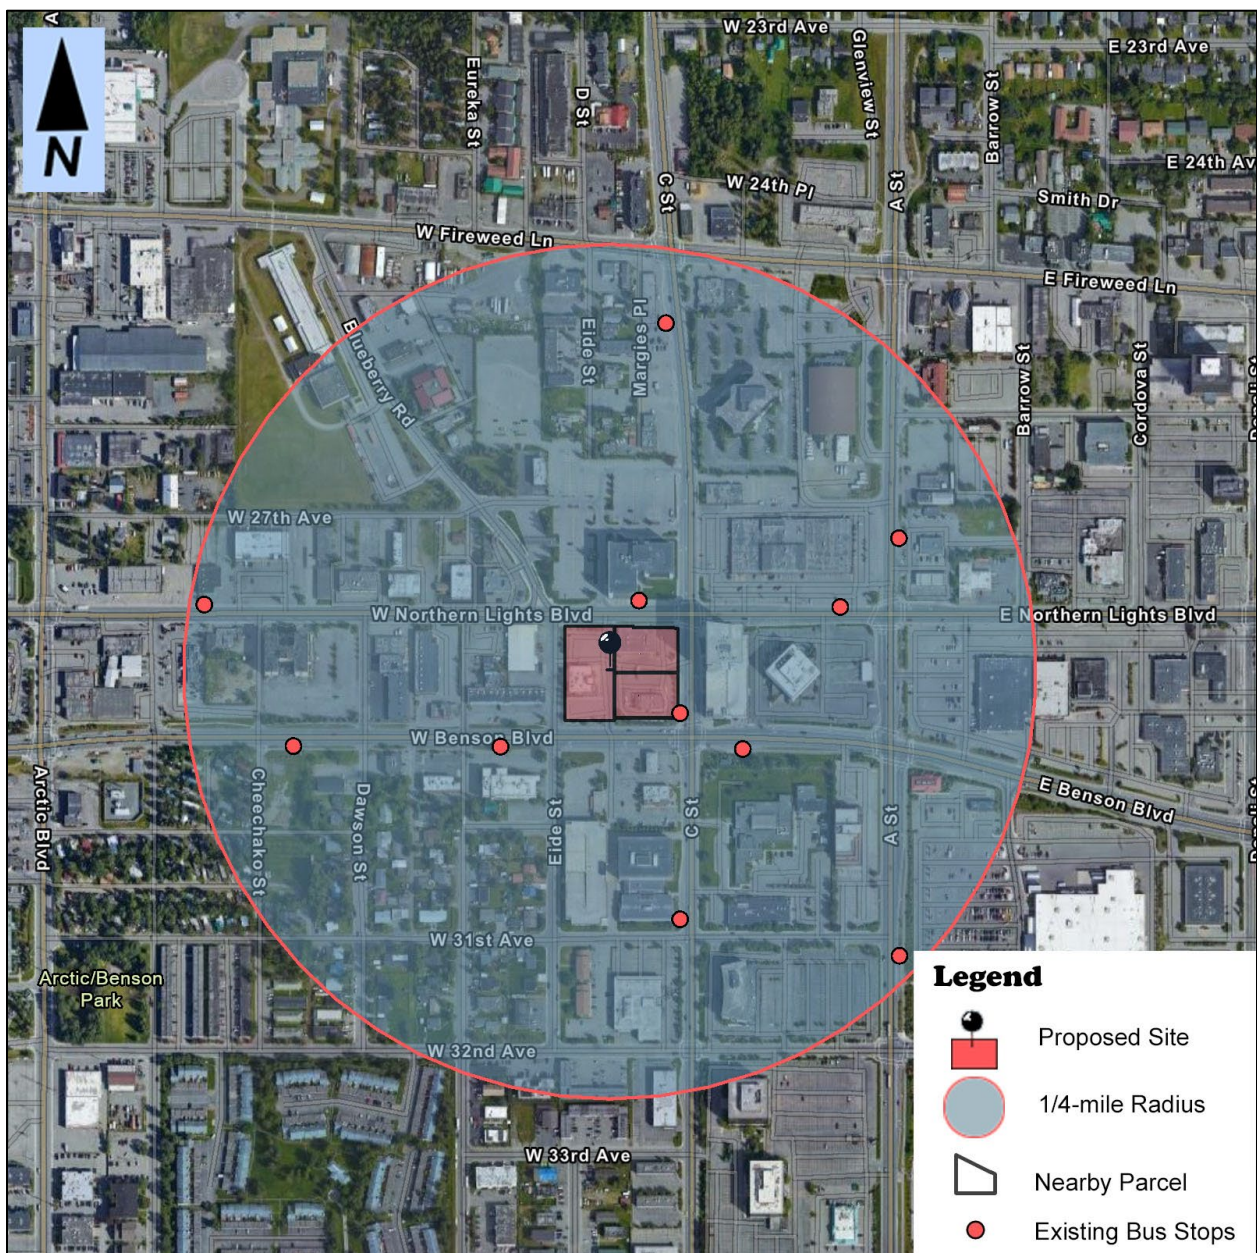 A
W 23rd Ave
E 23rd Ave
Glenview St
Eureka St
D St
Barrow St
N
E 24th Av
W 24th Pl
C St
A St
Smith Dr
W Fireweed Ln
E Fireweed Ln
Blueberry Rd
Eide St
Margies Pl
Barrow St
Cordova St
W 27th Ave
W Northern Lights Blvd
E Northern Lights Blvd
W Benson Blvd
E Benson Blvd
Arctic Blvd
Cheechako St
Dawson St
Eide St
C St
A St
W 31st Ave
Arctic/Benson
Park
W 32nd Ave
W 33rd Ave
Legend
Proposed Site
1/4-mile Radius
Nearby Parcel
Existing Bus Stops